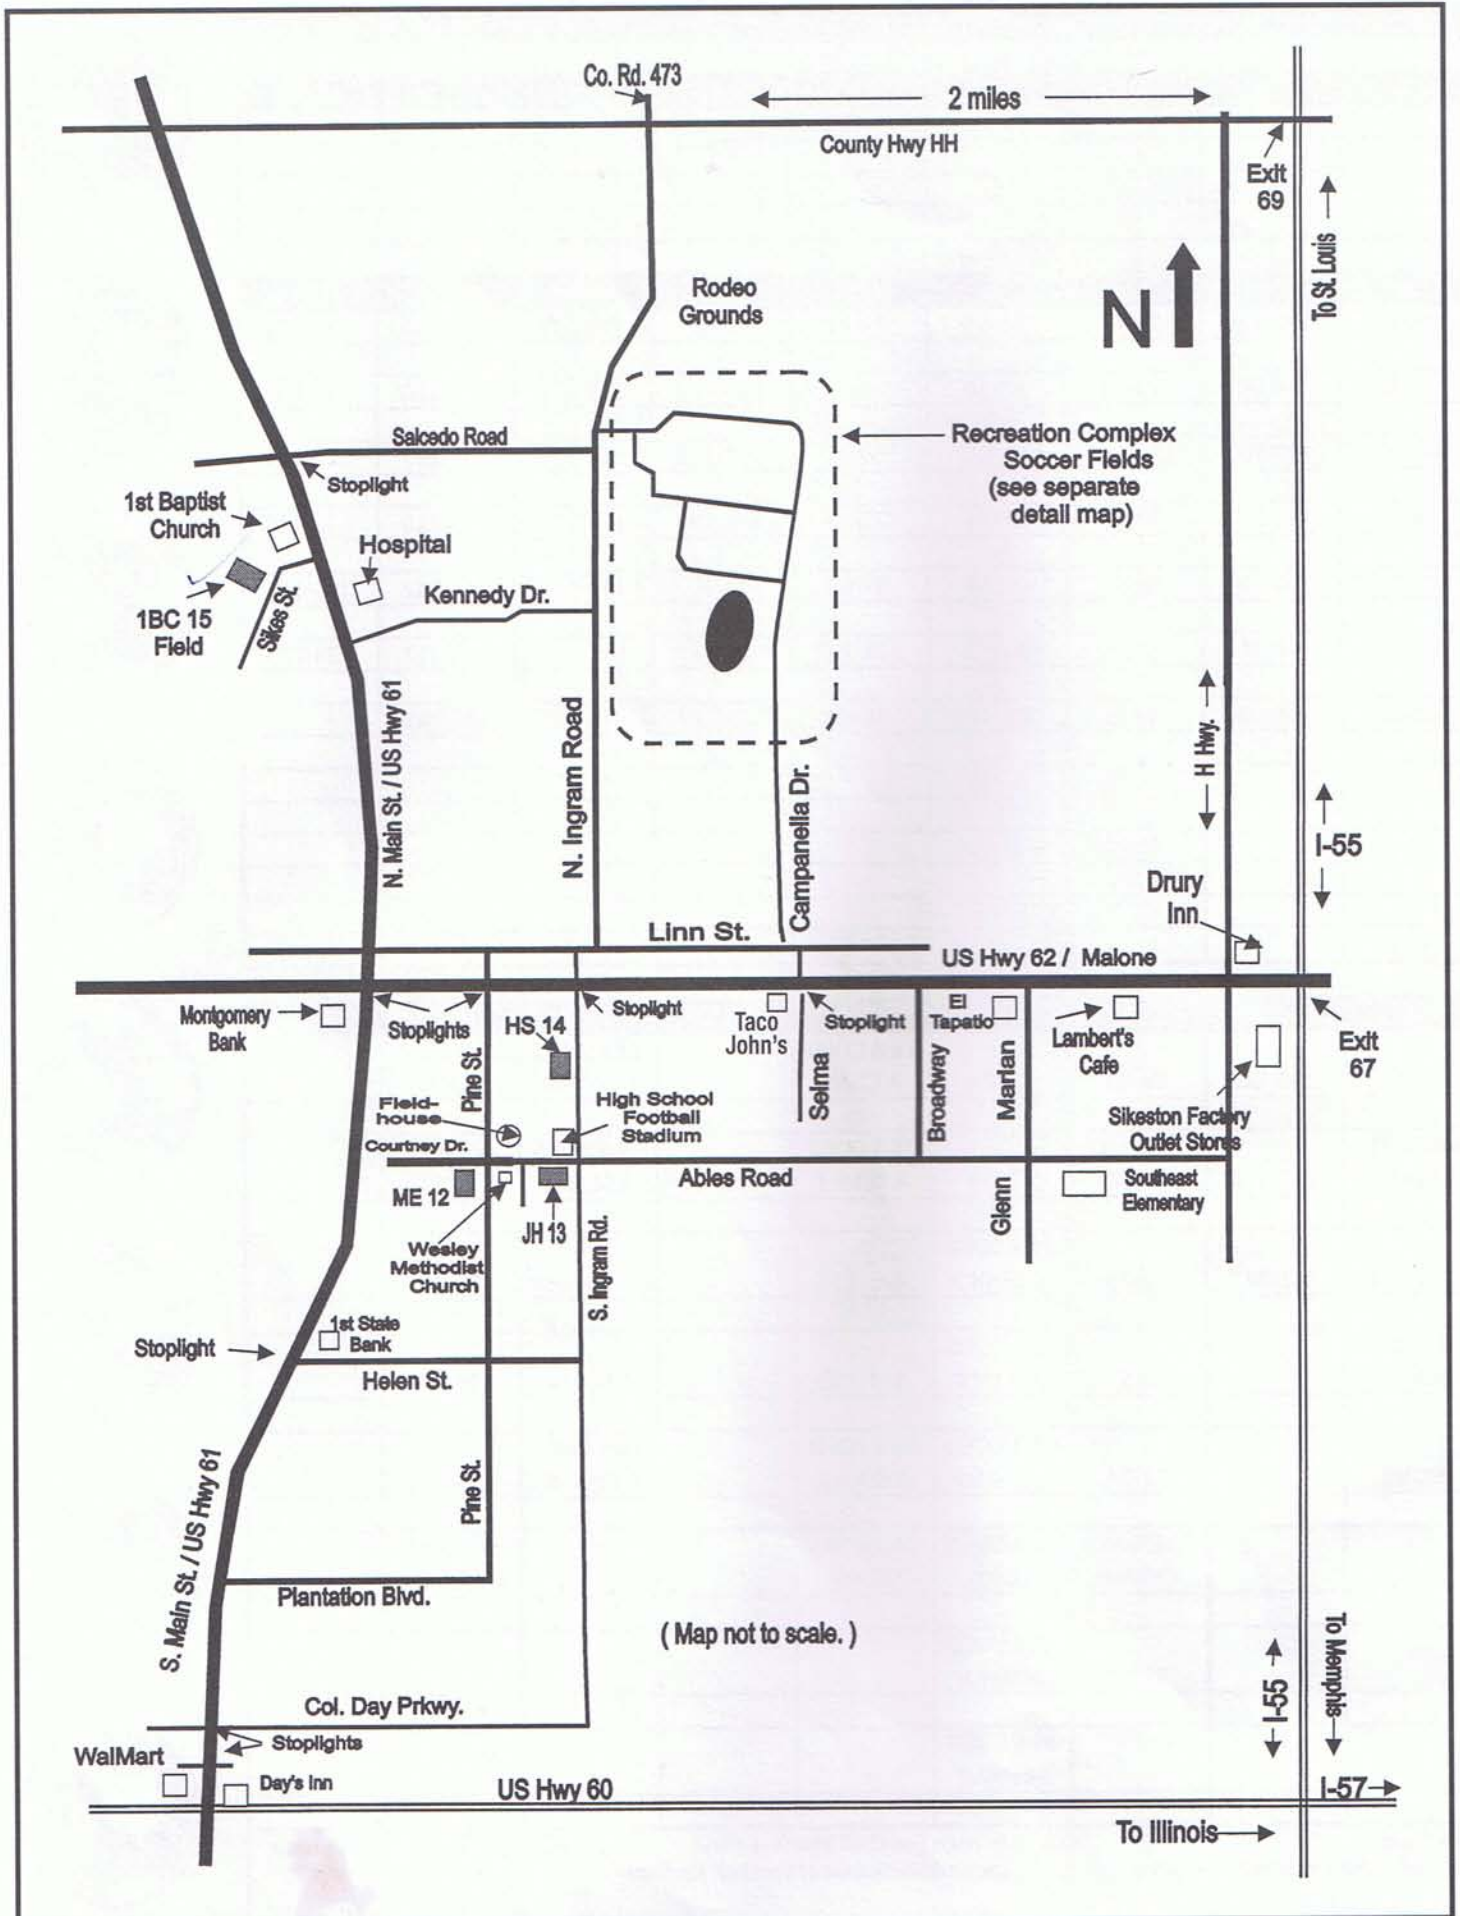 Co. Rd. 473
2 miles
County Hwy HH
Exit
69
To St. Louis
N
Rodeo
Grounds
Salcedo Road
Stoplight
Recreation Complex
Soccer Fields
(see separate
detail map)
1st Baptist
Church
Hospital
Kennedy Dr.
1BC 15
Field
Sikes St.
N. Main St. / US Hwy 61
N. Ingram Road
Campanella Dr.
H Hwy.
I-55
Drury
Inn
Linn St.
US Hwy 62 / Malone
Montgomery
Bank
Stoplights
HS 14
Stoplight
Taco
John's
Stoplight
El
Tapatio
Lambert's
Cafe
Exit
67
Pine St.
Selma
Broadway
Marian
Sikeston Factory
Outlet Stores
Field-
house
High School
Football
Stadium
Courtney Dr.
Ables Road
ME 12
JH 13
Glenn
Southeast
Elementary
Wesley
Methodist
Church
S. Ingram Rd.
1st State
Bank
Stoplight
Helen St.
Pine St.
S. Main St. / US Hwy 61
Plantation Blvd.
( Map not to scale. )
I-55
To Memphis
Col. Day Prkwy.
Stoplights
WalMart
Day's Inn
US Hwy 60
I-57
To Illinois